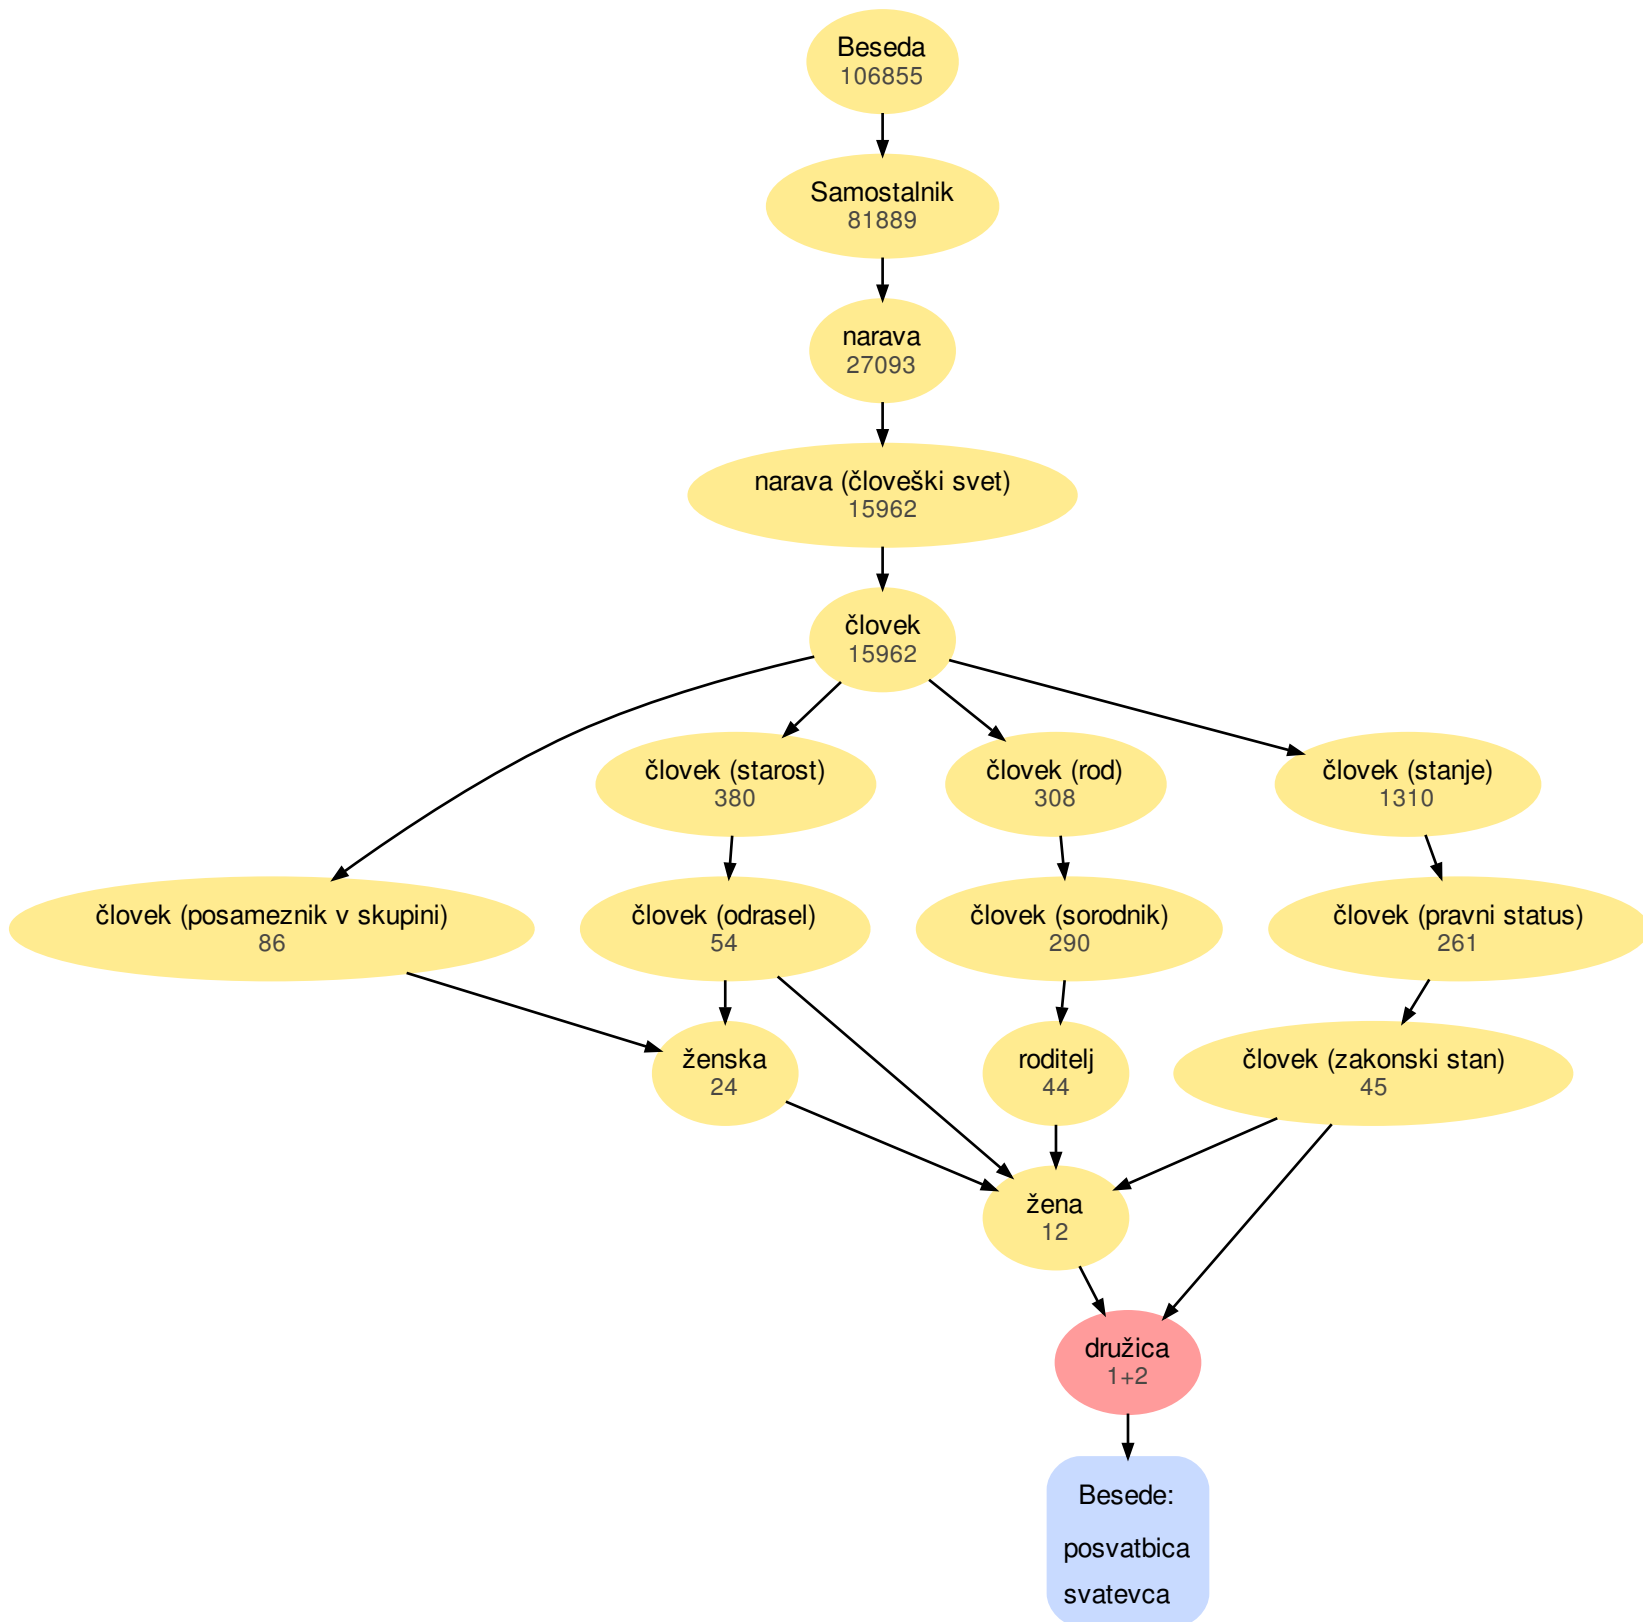 Beseda
106855
Samostalnik
81889
narava
27093
narava (človeški svet)
15962
človek
15962
človek (starost)
380
človek (rod)
308
človek (stanje)
1310
človek (posameznik v skupini)
86
človek (odrasel)
54
človek (sorodnik)
290
človek (pravni status)
261
ženska
24
roditelj
44
človek (zakonski stan)
45
žena
12
družica
1+2
Besede:
posvatbica
svatevca